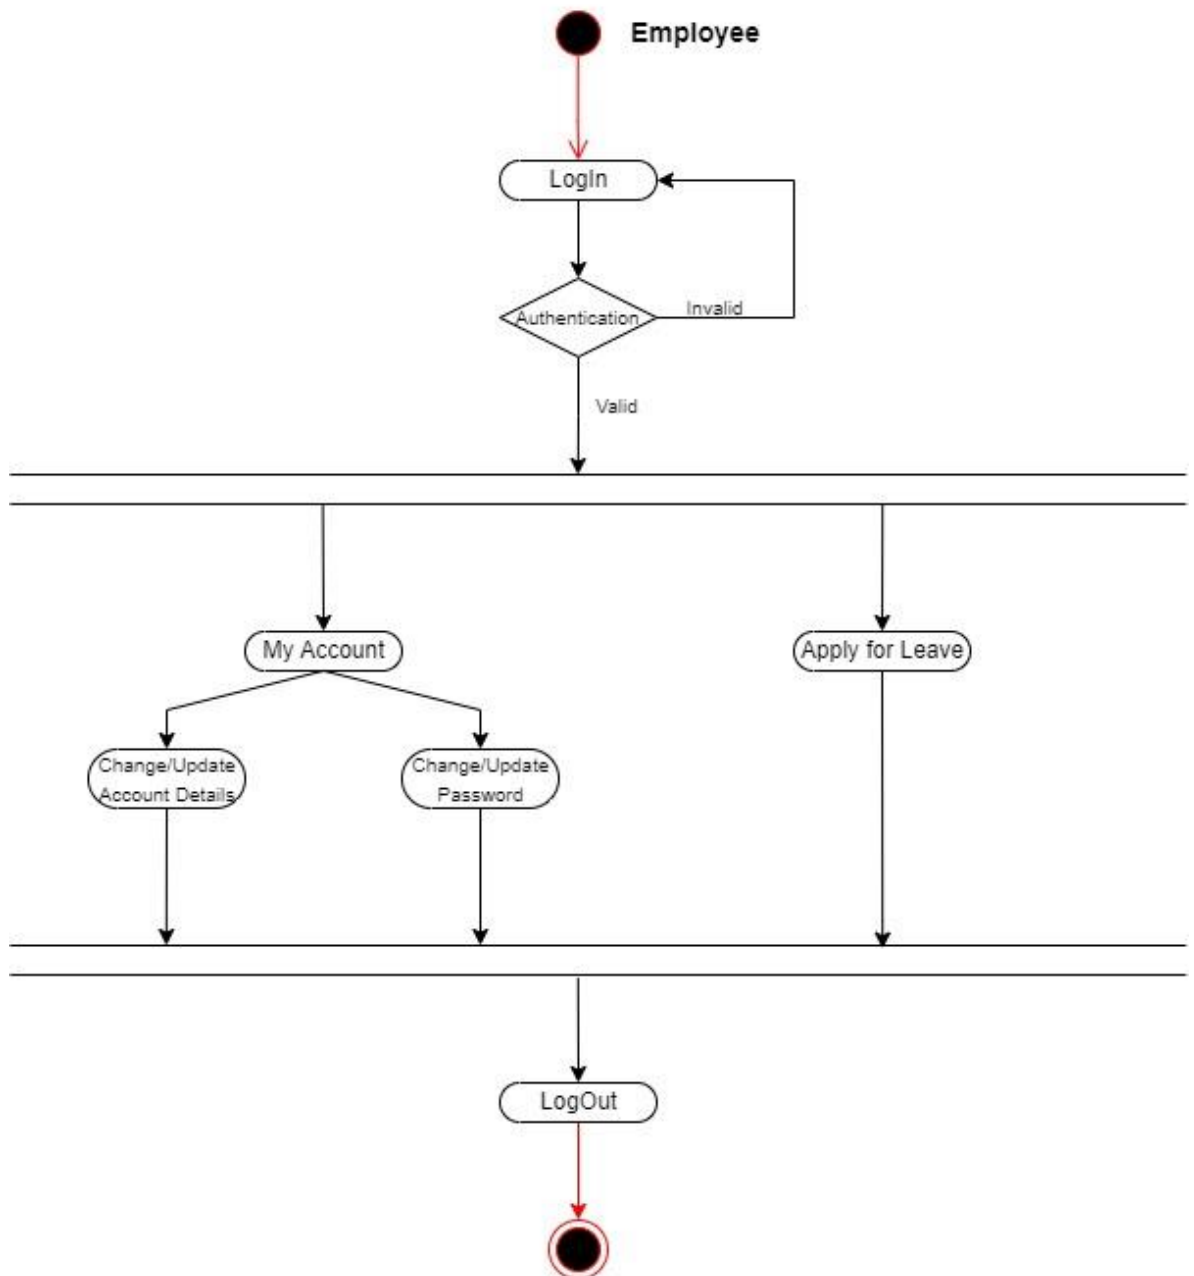 Employee
LogIn
Authentication
Invalid
Valid
My Account
Apply for Leave
Change/Update
Account Details
Change/Update
Password
LogOut